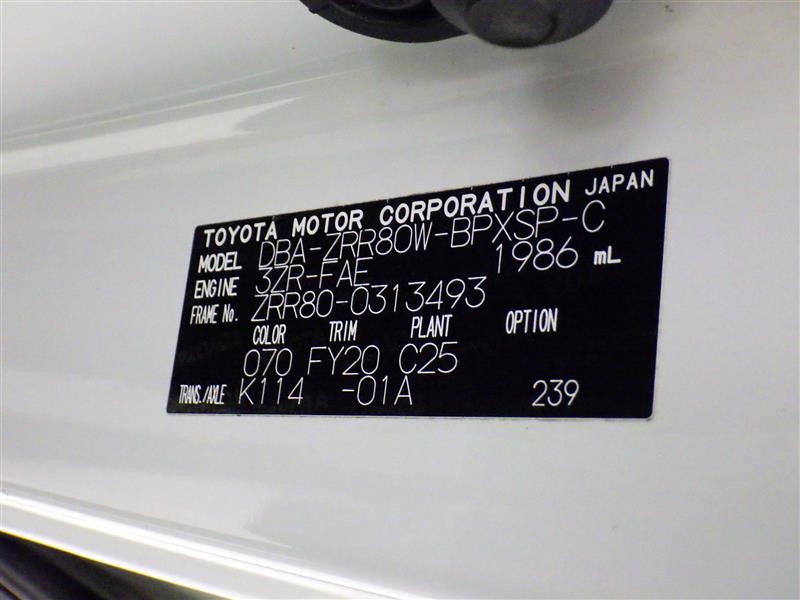 TOYOTA MOTOR CORPORATION JAPAN
MODEL DBA-ZRR80W-BPXSP-C
ENGINE 3ZR-FAE 1986 mL
FRAME No. ZRR80-0313493
COLOR TRIM PLANT OPTION
070 FY20 C25
TRANS./AXLE K114 -01A 239